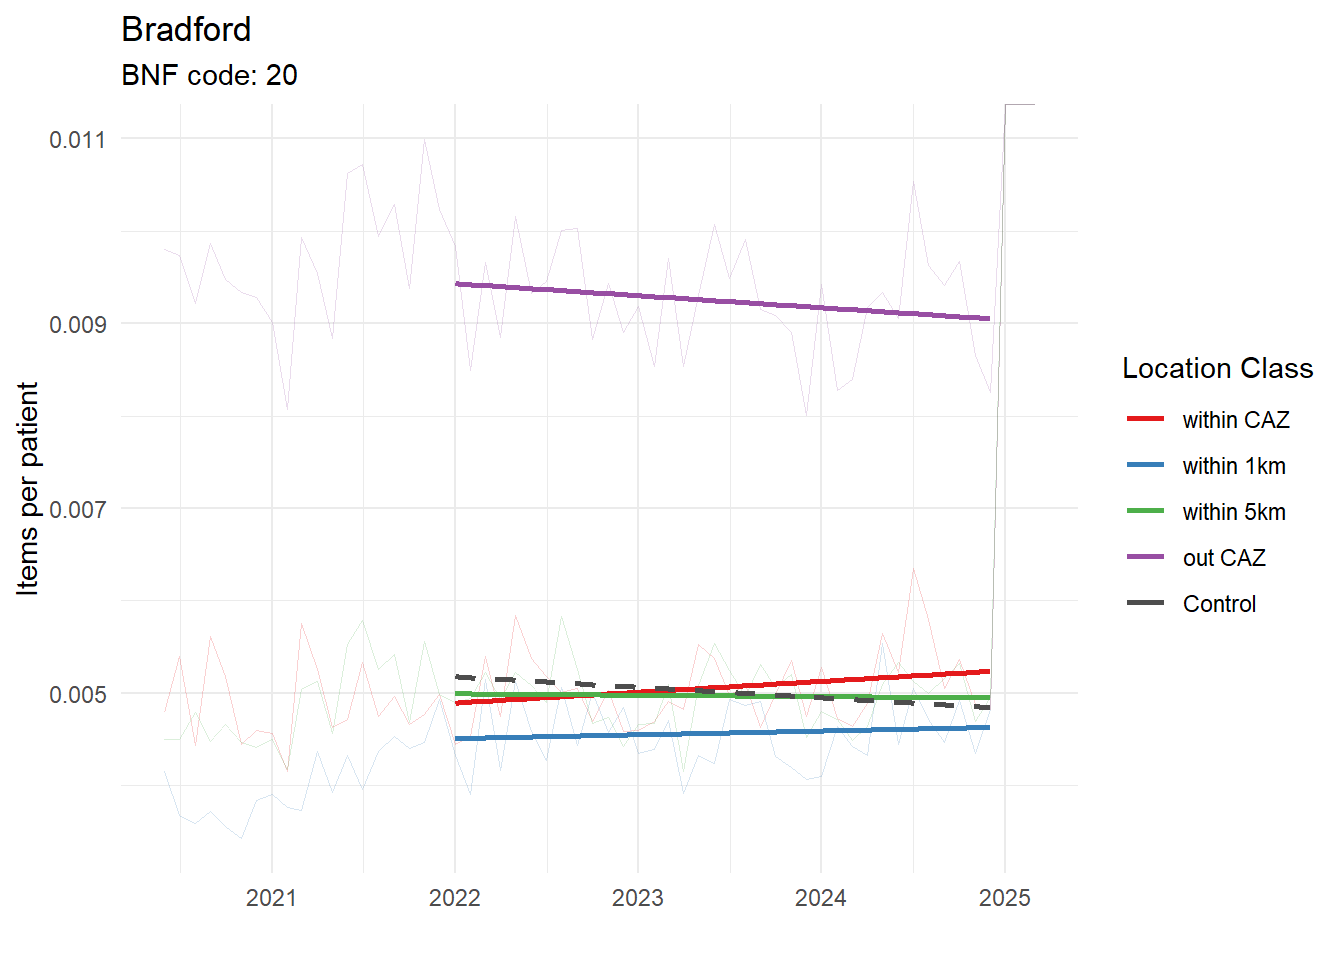 Bradford
BNF code: 20
Items per patient
0.011
0.009
0.007
0.005
2021
2022
2023
2024
2025
Location Class
within CAZ
within 1km
within 5km
out CAZ
Control